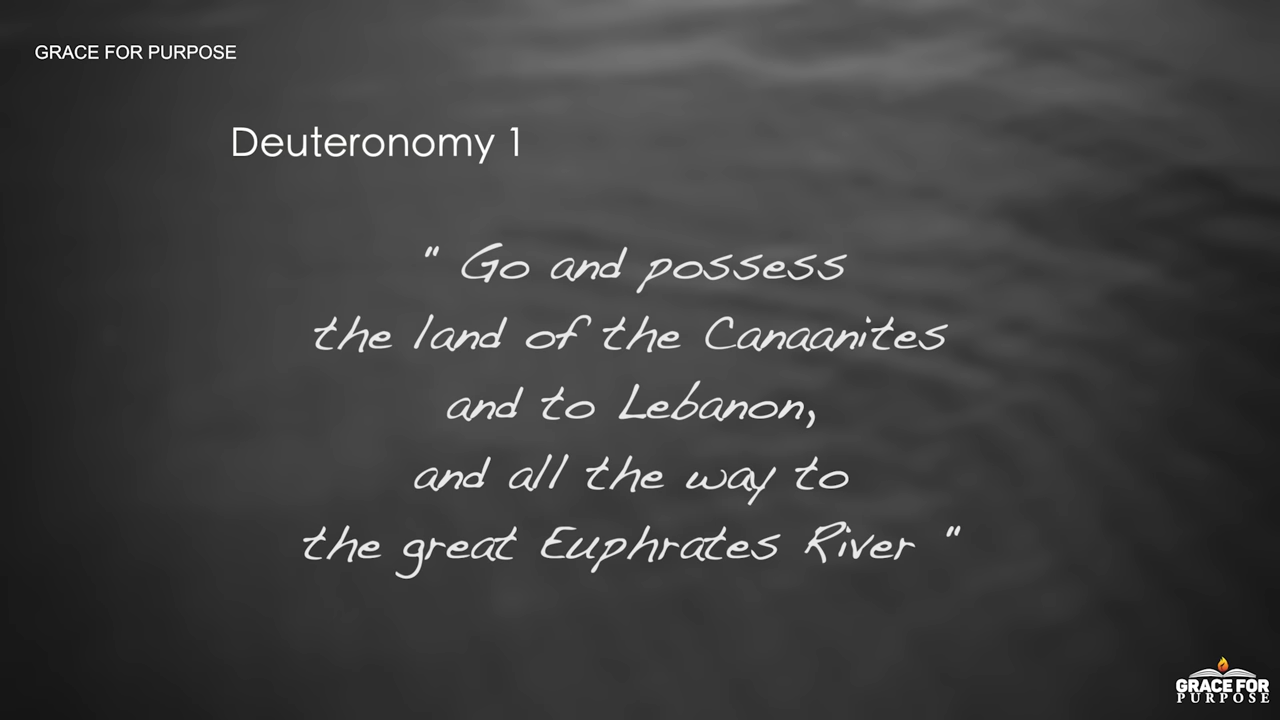 GRACE FOR PURPOSE
Deuteronomy 1
" Go and possess
the land of the Canaanites
and to Lebanon,
and all the way to
the great Euphrates River "
GRACE FOR
PURPOSE